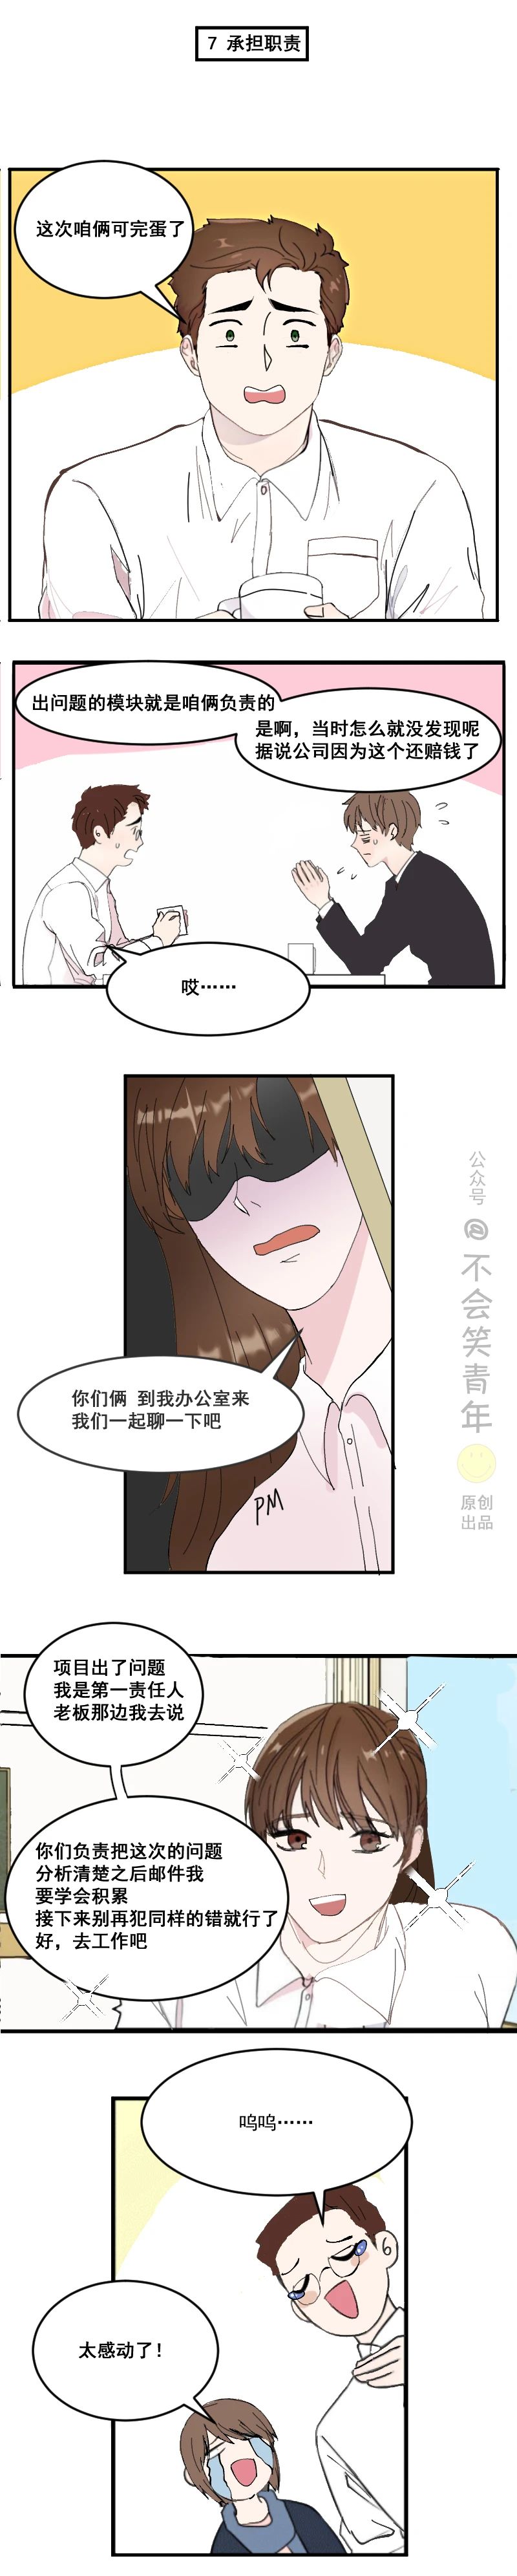 7 承担职责
这次咱俩可完蛋了
出问题的模块就是咱俩负责的
是啊，当时怎么就没发现呢
据说公司因为这个还赔钱了
哎……
你们俩 到我办公室来
我们一起聊一下吧
PM
公众号
@不会笑青年
原创
出品
项目出了问题
我是第一责任人
老板那边我去说
你们负责把这次的问题
分析清楚之后邮件我
要学会积累
接下来别再犯同样的错就行了
好，去工作吧
呜呜……
太感动了！